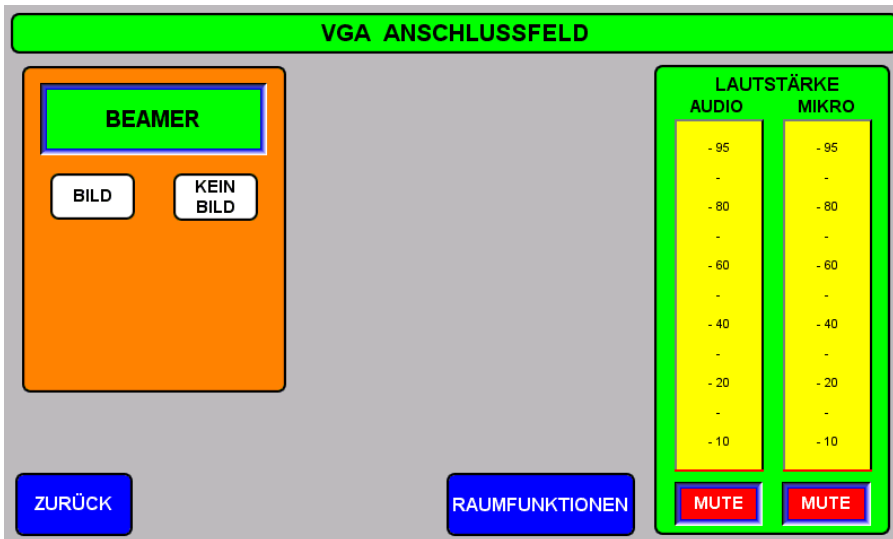 VGA ANSCHLUSSFELD
BEAMER
BILD
KEIN
BILD
LAUTSTÄRKE
AUDIO MIKRO
- 95 - 95
- -
- 80 - 80
- -
- 60 - 60
- -
- 40 - 40
- -
- 20 - 20
- -
- 10 - 10
ZURÜCK
RAUMFUNKTIONEN
MUTE MUTE